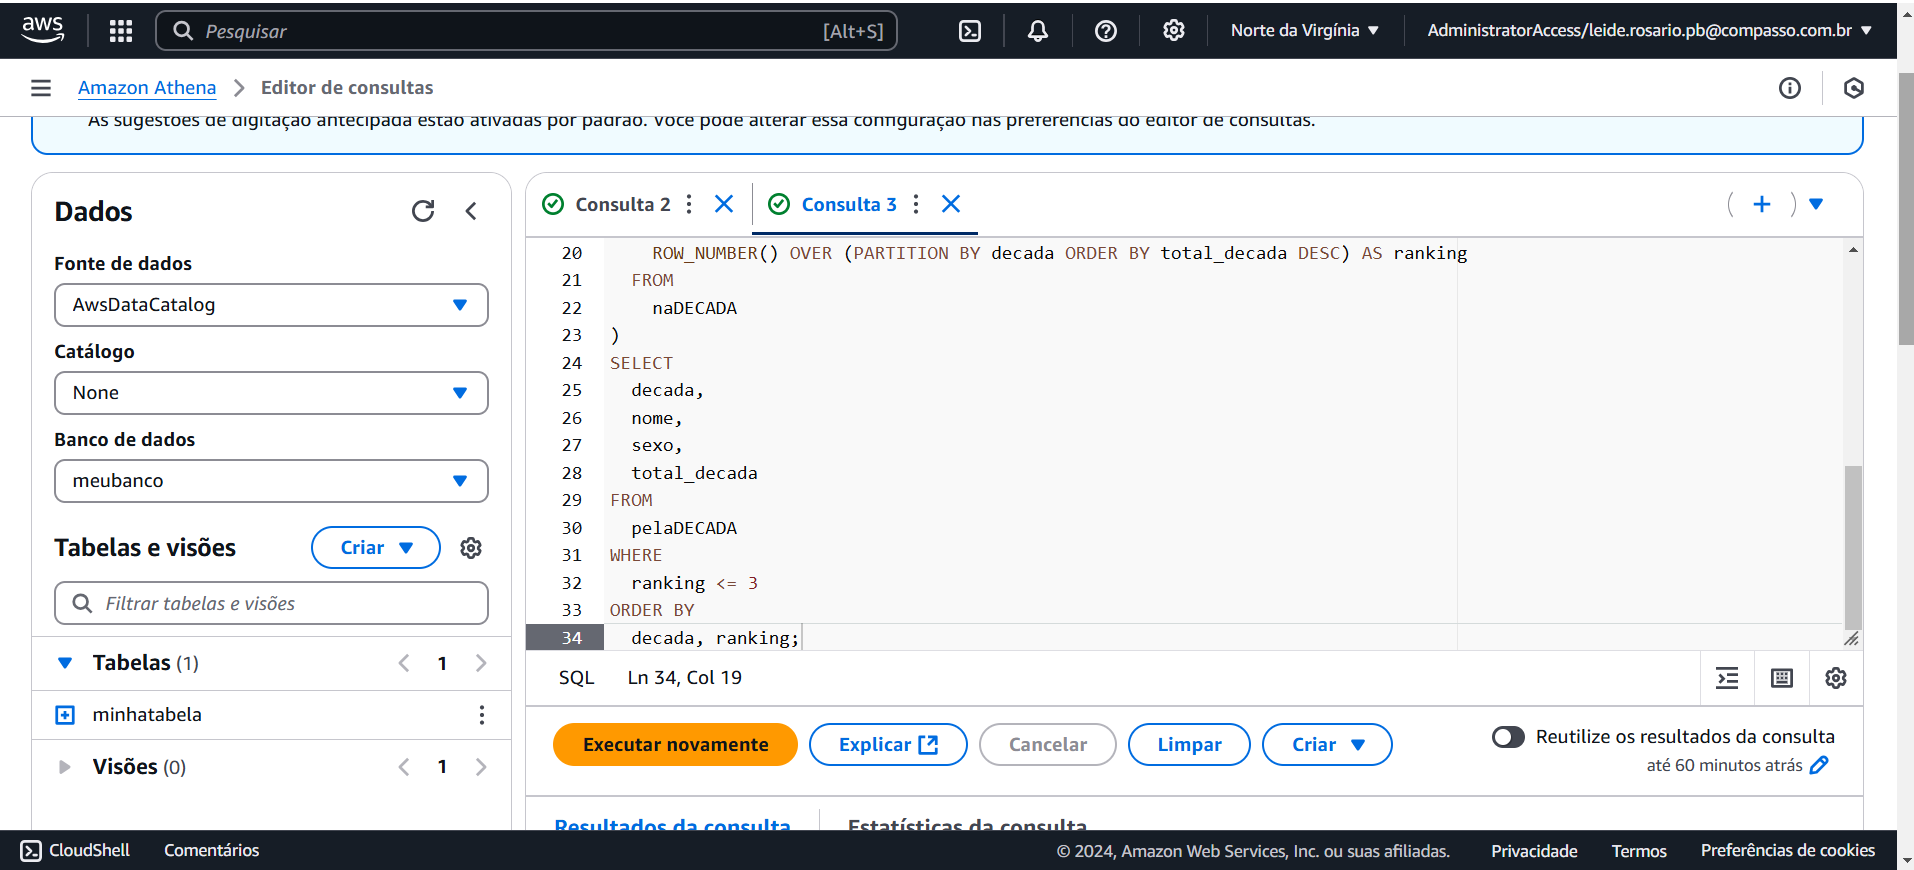 aws
Pesquisar
[Alt+S]
Norte da Virgínia
AdministratorAccess/leide.rosario.pb@compasso.com.br
Amazon Athena
Editor de consultas
As sugestões de digitação antecipada estão ativadas por padrão. Você pode alterar essa configuração nas preferências do editor de consultas.
Dados
Fonte de dados
AwsDataCatalog
Catálogo
None
Banco de dados
meubanco
Tabelas e visões
Criar
Filtrar tabelas e visões
Tabelas (1)
1
minhatabela
Visões (0)
1
Consulta 2
Consulta 3
( + )
20 ROW_NUMBER() OVER (PARTITION BY decada ORDER BY total_decada DESC) AS ranking
21 FROM
22 naDECADA
23 )
24 SELECT
25 decada,
26 nome,
27 sexo,
28 total_decada
29 FROM
30 pelaDECADA
31 WHERE
32 ranking <= 3
33 ORDER BY
34 decada, ranking;
SQL
Ln 34, Col 19
Executar novamente
Explicar
Cancelar
Limpar
Criar
Reutilize os resultados da consulta
até 60 minutos atrás
Resultados da consulta
Estatísticas da consulta
CloudShell
Comentários
© 2024, Amazon Web Services, Inc. ou suas afiliadas.
Privacidade
Termos
Preferências de cookies